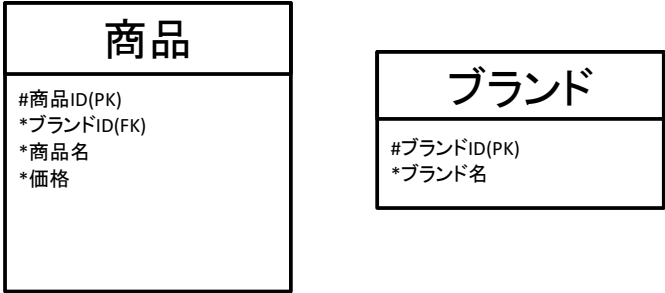 商品
#商品ID(PK)
*ブランドID(FK)
*商品名
*価格
ブランド
#ブランドID(PK)
*ブランド名